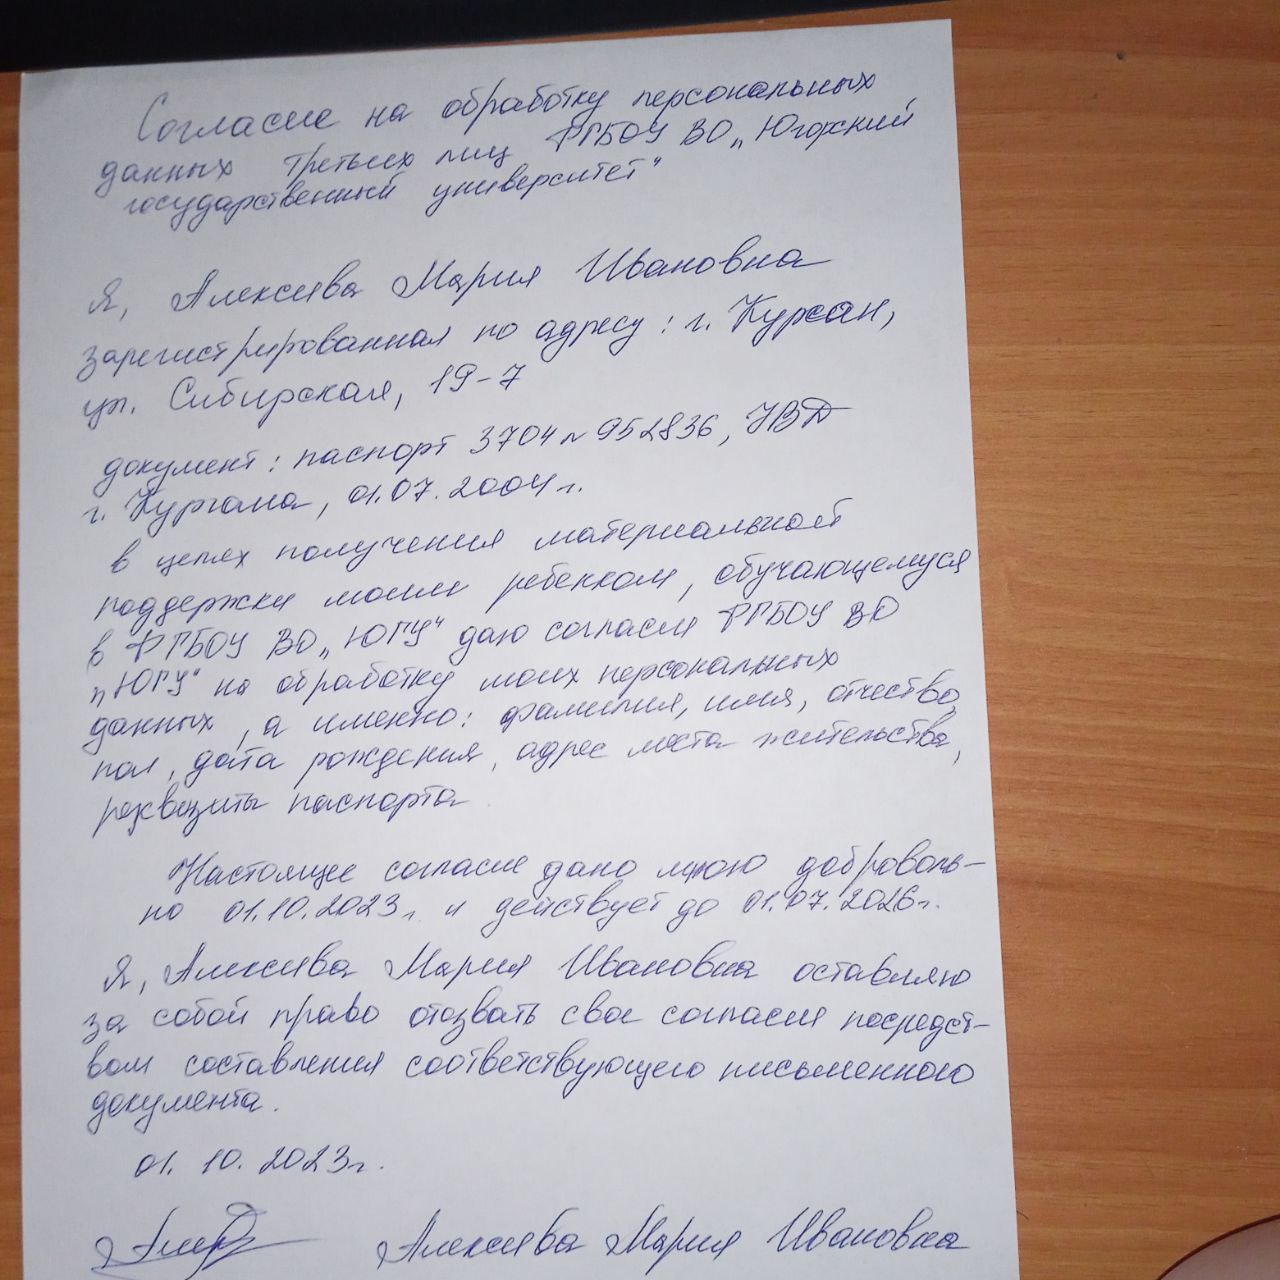 Согласие на обработку персональных
данных третьих лиц ФГБОУ ВО „Югорский
государственный университет"
Я, Алексеева Мария Ивановна
зарегистрированная по адресу: г. Курган,
ул. Сибирская, 19-7
документ: паспорт 3704 № 952836, УВД
г. Кургана, 01.07.2004 г.
в целях получения материальной
поддержки моим ребенком, обучающемуся
в ФГБОУ ВО „ЮГУ" даю согласие ФГБОУ ВО
„ЮГУ" на обработку моих персональных
данных, а именно: фамилия, имя, отчество,
пол, дата рождения, адрес места жительства,
реквизиты паспорта
Настоящее согласие дано мною доброволь-
но 01.10.2023 г. и действует до 01.07.2026 г.
Я, Алексеева Мария Ивановна оставляю
за собой право отозвать свое согласие посредст-
вом составления соответствующего письменного
документа.
01.10.2023 г.
Алексеева Мария Ивановна